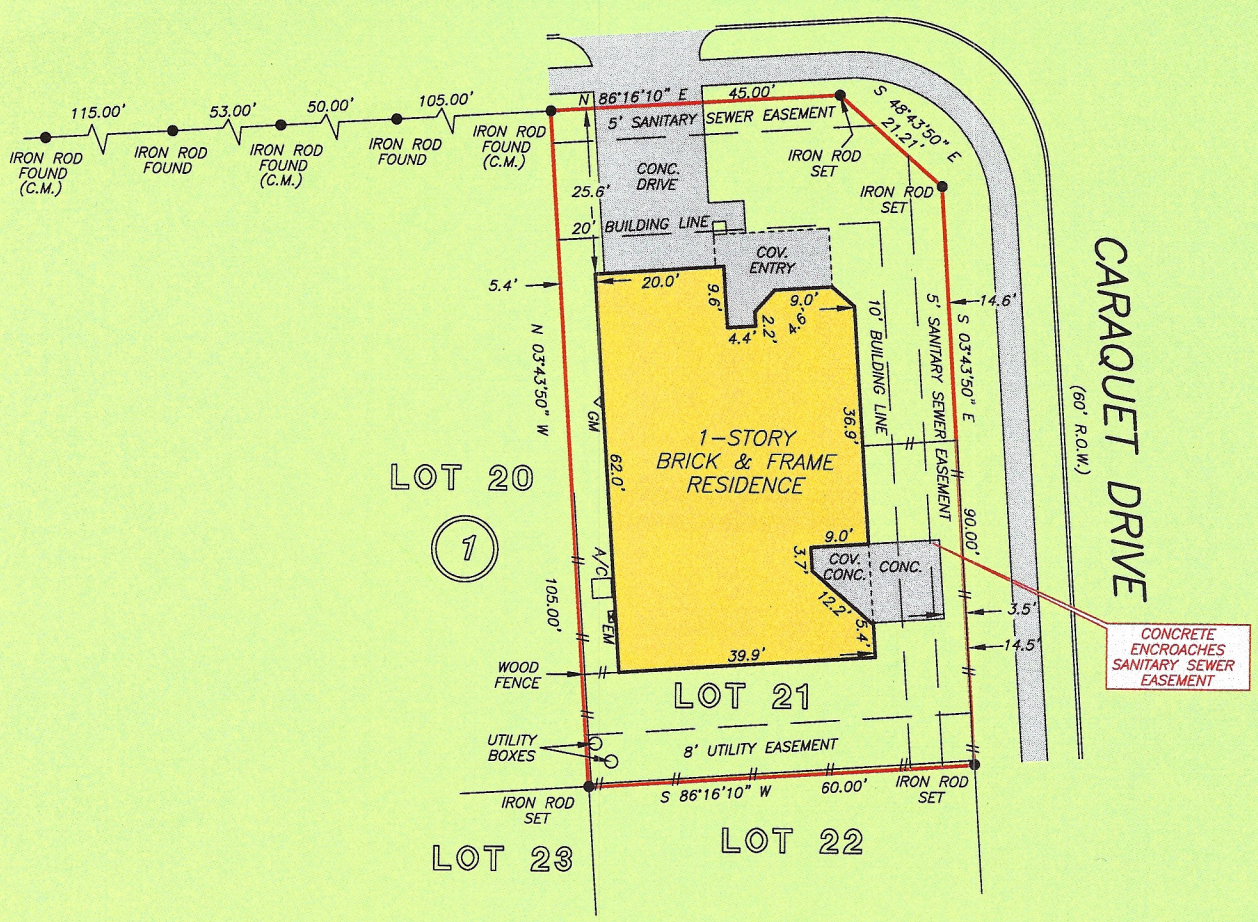 115.00'
53.00'
50.00'
105.00'
N 86°16'10" E 45.00'
S 48°43'50" E
21.21'
5' SANITARY SEWER EASEMENT
IRON ROD
FOUND
(C.M.)
IRON ROD
FOUND
IRON ROD
FOUND
(C.M.)
IRON ROD
FOUND
IRON ROD
FOUND
(C.M.)
IRON ROD
SET
IRON ROD
SET
CONC.
DRIVE
25.6'
20' BUILDING LINE
COV.
ENTRY
5.4'
20.0'
9.6'
4.4'
2.2'
9.0'
9.4'
14.6'
N 03°43'50" W
10' BUILDING LINE
5' SANITARY SEWER EASEMENT
S 03°43'50" E
CARAQUET DRIVE
(60' R.O.W.)
GM
36.9'
1-STORY
BRICK & FRAME
RESIDENCE
62.0'
LOT 20
1
90.00'
A/C
105.00'
9.0'
3.7'
COV.
CONC.
CONC.
12.2'
5.4'
3.5'
14.5'
EM
CONCRETE
ENCROACHES
SANITARY SEWER
EASEMENT
39.9'
WOOD
FENCE
LOT 21
UTILITY
BOXES
8' UTILITY EASEMENT
IRON ROD
SET
S 86°16'10" W 60.00'
IRON ROD
SET
LOT 22
LOT 23